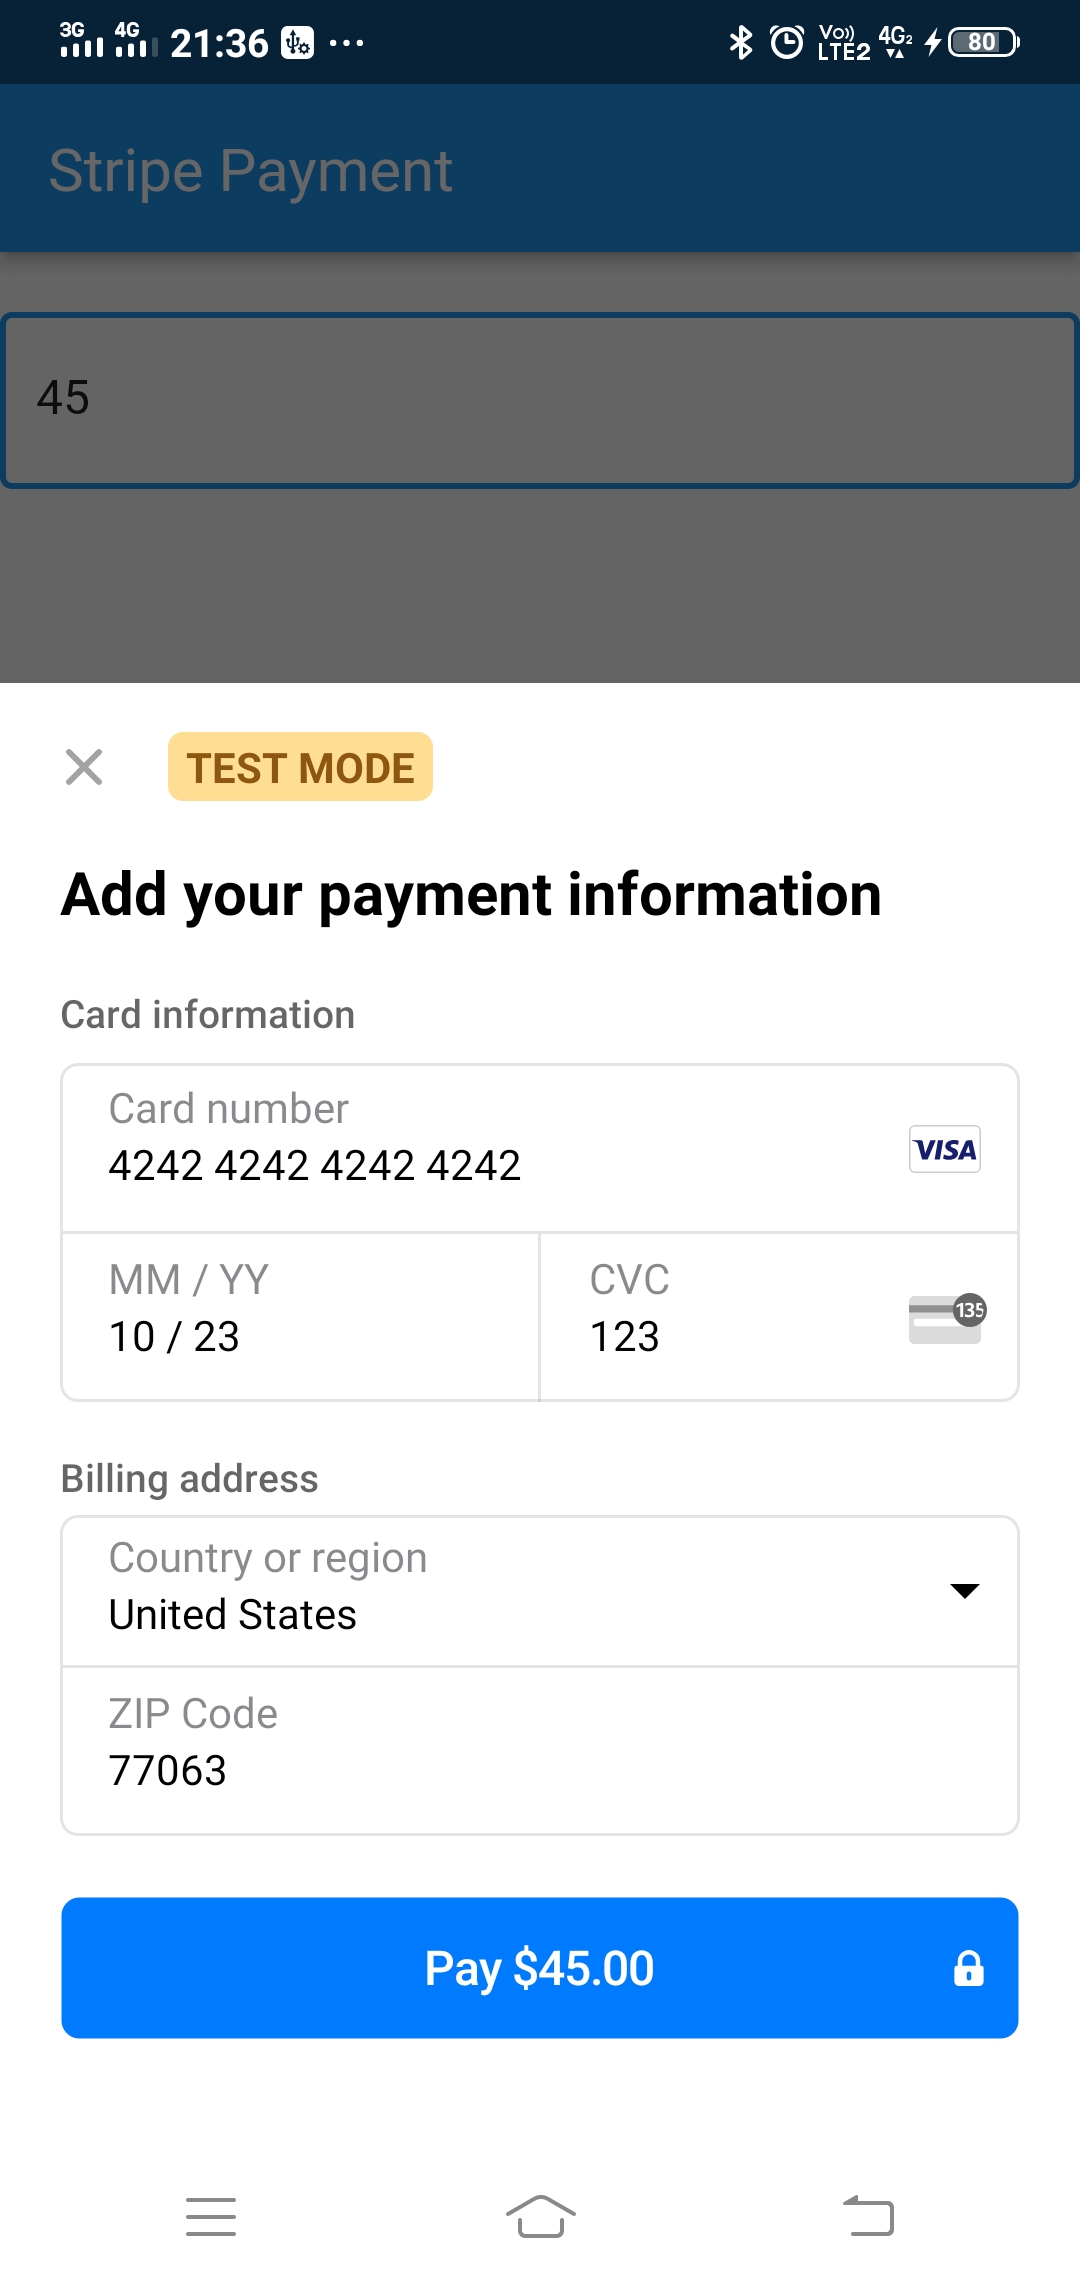 3G 4G 21:36 Vo)) LTE2 4G2 80
Stripe Payment
45
TEST MODE
Add your payment information
Card information
Card number
4242 4242 4242 4242 VISA
MM / YY CVC
10 / 23 123 135
Billing address
Country or region
United States
ZIP Code
77063
Pay $45.00